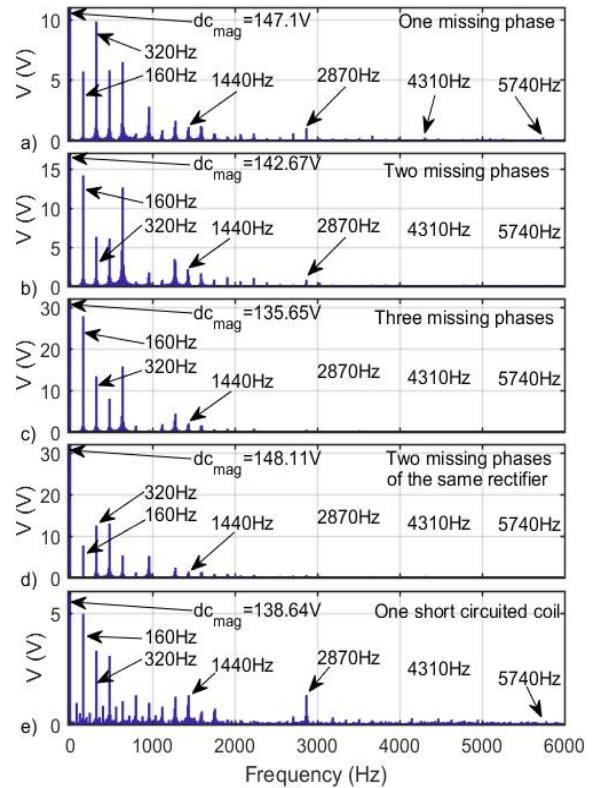 10
5
0
V (V)
a)
dc mag =147.1V
One missing phase
320Hz
160Hz
1440Hz
2870Hz
4310Hz
5740Hz
15
10
5
0
V (V)
b)
dc mag =142.67V
Two missing phases
320Hz
1440Hz
160Hz
2870Hz
4310Hz
5740Hz
30
20
10
0
V (V)
c)
dc mag =135.65V
Three missing phases
160Hz
320Hz
1440Hz
2870Hz
4310Hz
5740Hz
30
20
10
0
V (V)
d)
dc mag =148.11V
Two missing phases
of the same rectifier
320Hz
160Hz
1440Hz
2870Hz
4310Hz
5740Hz
5
0
V (V)
e)
dc mag =138.64V
One short circuited coil
160Hz
320Hz
1440Hz
2870Hz
4310Hz
5740Hz
0 1000 2000 3000 4000 5000 6000
Frequency (Hz)